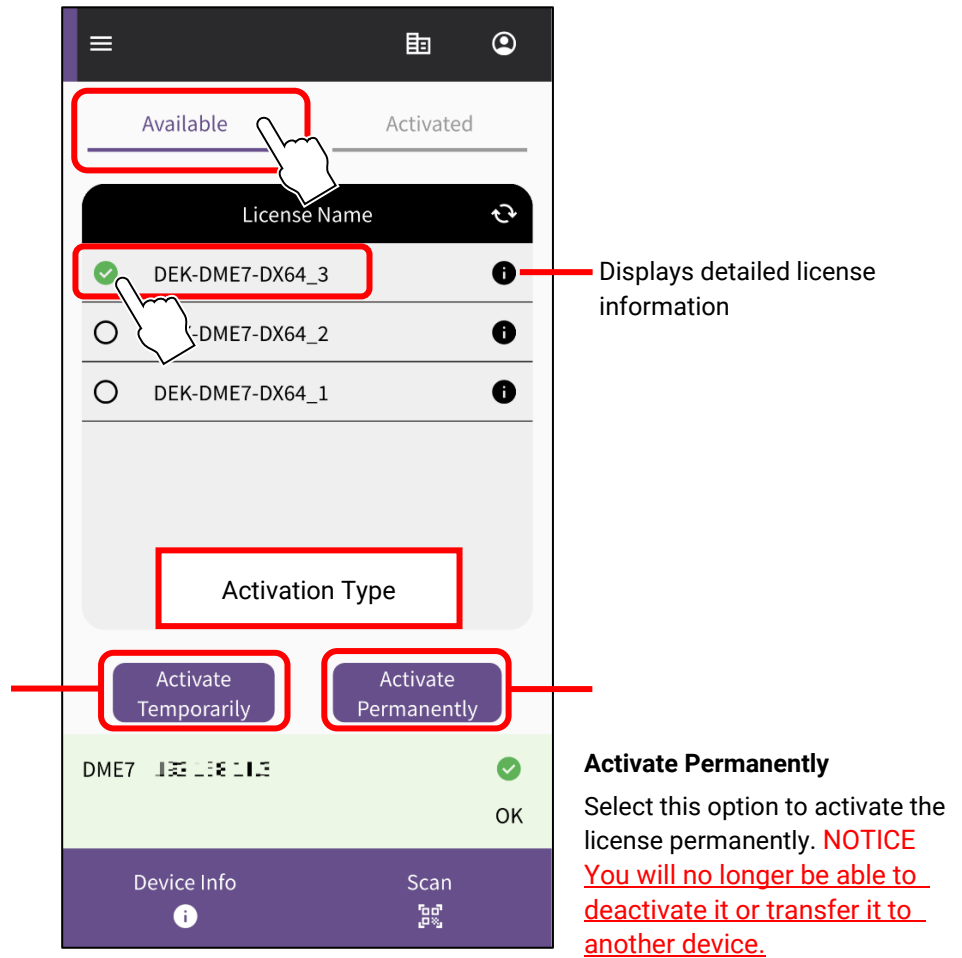 Available
Activated
License Name
DEK-DME7-DX64_3
Displays detailed license
information
-DME7-DX64_2
DEK-DME7-DX64_1
Activation Type
Activate
Temporarily
Activate
Permanently
DME7
OK
Activate Permanently
Select this option to activate the
license permanently. NOTICE
You will no longer be able to
deactivate it or transfer it to
another device.
Device Info
Scan